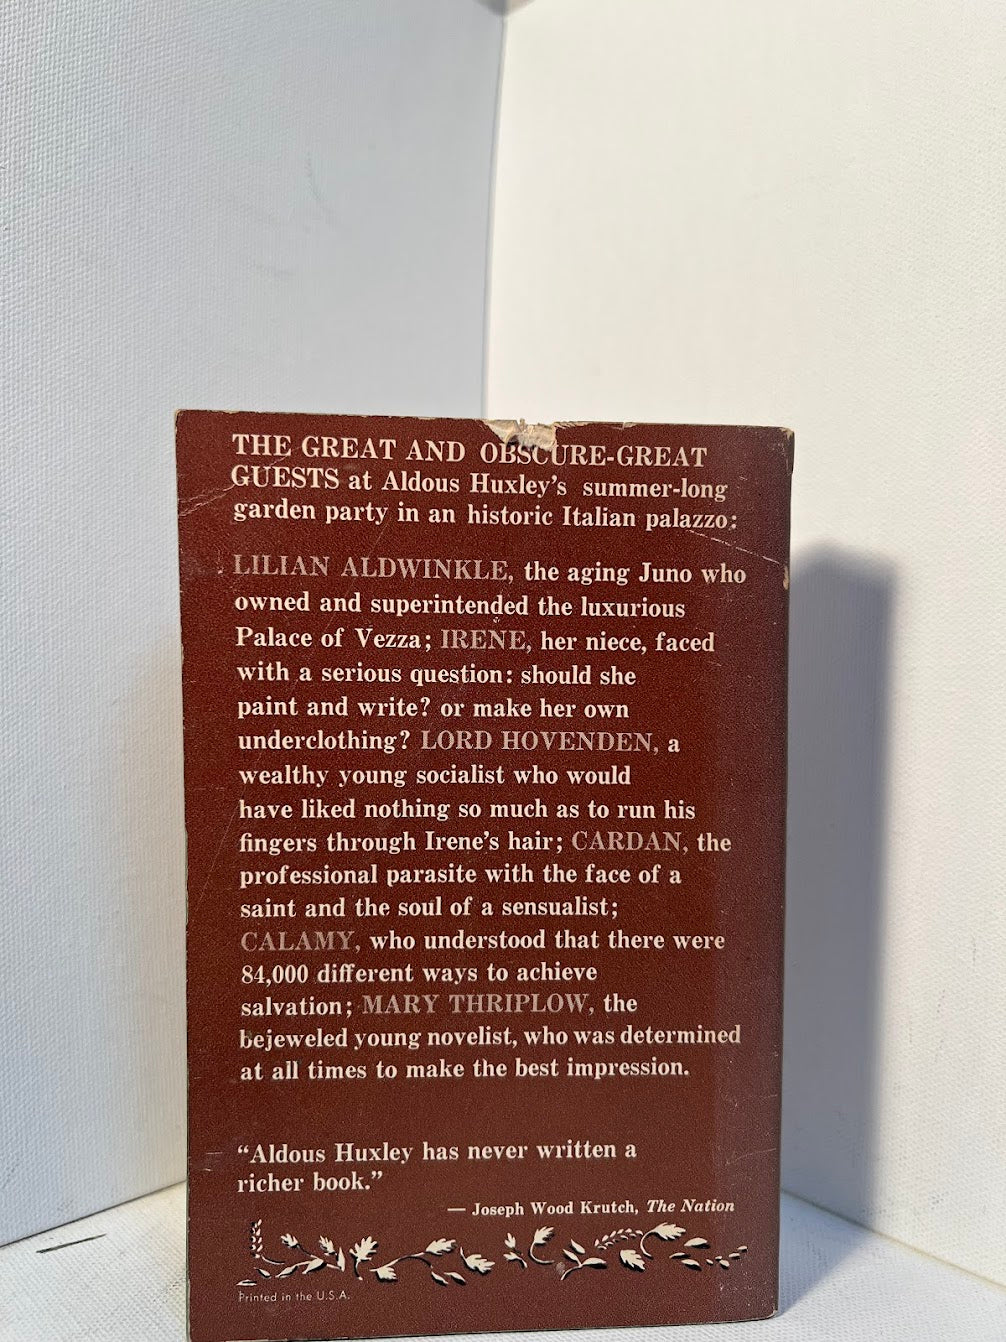 THE GREAT AND OBSCURE-GREAT
GUESTS at Aldous Huxley's summer-long
garden party in an historic Italian palazzo:
LILIAN ALDWINKLE, the aging Juno who
owned and superintended the luxurious
Palace of Vezza; IRENE, her niece, faced
with a serious question: should she
paint and write? or make her own
underclothing? LORD HOVENDEN, a
wealthy young socialist who would
have liked nothing so much as to run his
fingers through Irene's hair; CARDAN, the
professional parasite with the face of a
saint and the soul of a sensualist;
CALAMY, who understood that there were
84,000 different ways to achieve
salvation; MARY THRIPLOW, the
bejeweled young novelist, who was determined
at all times to make the best impression.
"Aldous Huxley has never written a
richer book."
— Joseph Wood Krutch, The Nation
Printed in the U.S.A.